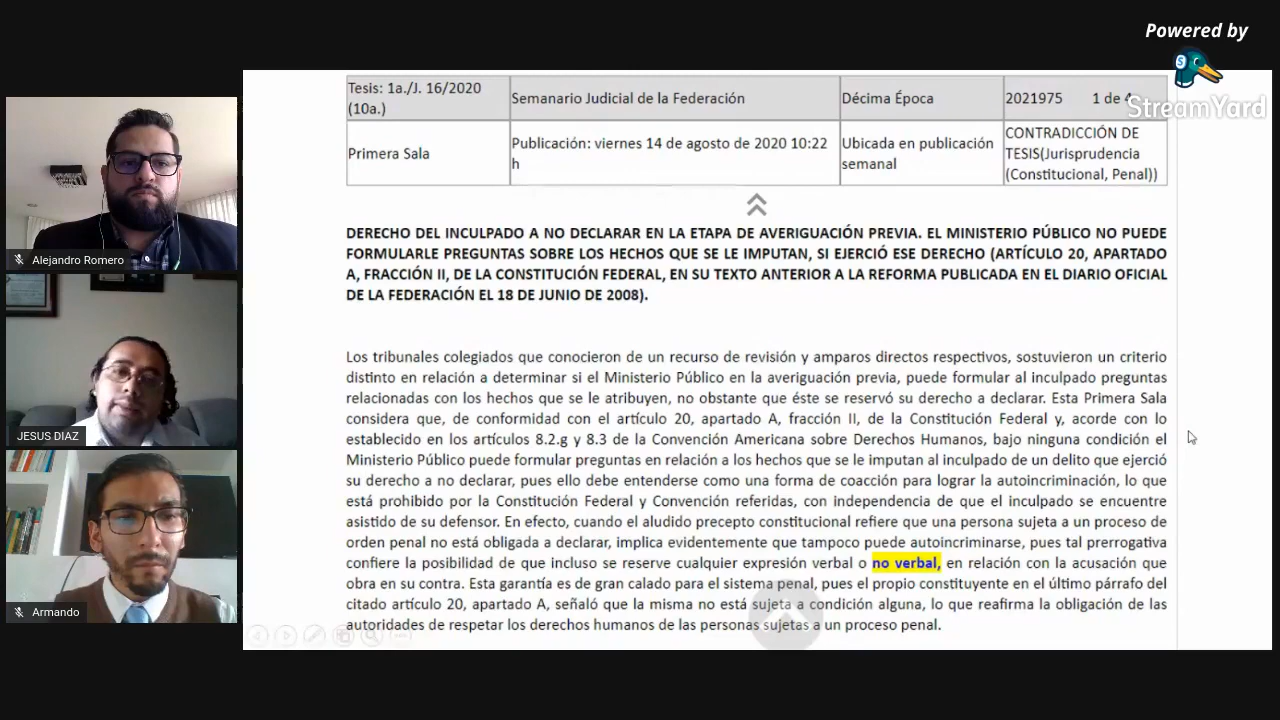 Powered by
StreamYard
Tesis: 1a./J. 16/2020
(10a.)
Semanario Judicial de la Federación
Décima Época
2021975 1 de 4
Primera Sala
Publicación: viernes 14 de agosto de 2020 10:22
h
Ubicada en publicación
semanal
CONTRADICCIÓN DE
TESIS(Jurisprudencia
(Constitucional, Penal))
DERECHO DEL INCULPADO A NO DECLARAR EN LA ETAPA DE AVERIGUACIÓN PREVIA. EL MINISTERIO PÚBLICO NO PUEDE
FORMULARLE PREGUNTAS SOBRE LOS HECHOS QUE SE LE IMPUTAN, SI EJERCIÓ ESE DERECHO (ARTÍCULO 20, APARTADO
A, FRACCIÓN II, DE LA CONSTITUCIÓN FEDERAL, EN SU TEXTO ANTERIOR A LA REFORMA PUBLICADA EN EL DIARIO OFICIAL
DE LA FEDERACIÓN EL 18 DE JUNIO DE 2008).
Los tribunales colegiados que conocieron de un recurso de revisión y amparos directos respectivos, sostuvieron un criterio
distinto en relación a determinar si el Ministerio Público en la averiguación previa, puede formular al inculpado preguntas
relacionadas con los hechos que se le atribuyen, no obstante que éste se reservó su derecho a declarar. Esta Primera Sala
considera que, de conformidad con el artículo 20, apartado A, fracción II, de la Constitución Federal y, acorde con lo
establecido en los artículos 8.2.g y 8.3 de la Convención Americana sobre Derechos Humanos, bajo ninguna condición el
Ministerio Público puede formular preguntas en relación a los hechos que se le imputan al inculpado de un delito que ejerció
su derecho a no declarar, pues ello debe entenderse como una forma de coacción para lograr la autoincriminación, lo que
está prohibido por la Constitución Federal y Convención referidas, con independencia de que el inculpado se encuentre
asistido de su defensor. En efecto, cuando el aludido precepto constitucional refiere que una persona sujeta a un proceso de
orden penal no está obligada a declarar, implica evidentemente que tampoco puede autoincriminarse, pues tal prerrogativa
confiere la posibilidad de que incluso se reserve cualquier expresión verbal o no verbal, en relación con la acusación que
obra en su contra. Esta garantía es de gran calado para el sistema penal, pues el propio constituyente en el último párrafo del
citado artículo 20, apartado A, señaló que la misma no está sujeta a condición alguna, lo que reafirma la obligación de las
autoridades de respetar los derechos humanos de las personas sujetas a un proceso penal.
Alejandro Romero
JESUS DIAZ
Armando